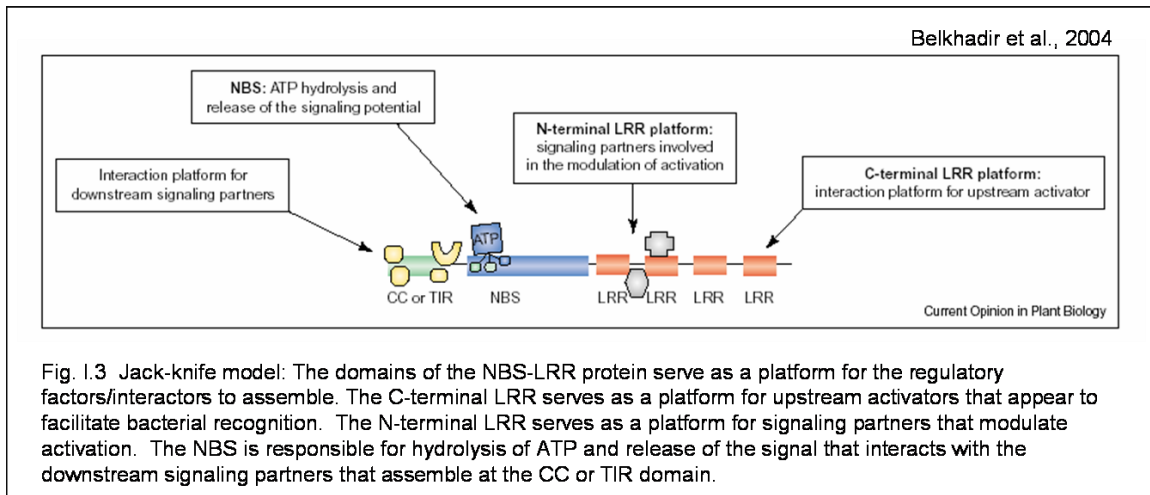 Belkhadir et al., 2004
NBS: ATP hydrolysis and
release of the signaling potential
N-terminal LRR platform:
signaling partners involved
in the modulation of activation
Interaction platform for
downstream signaling partners
C-terminal LRR platform:
interaction platform for upstream activator
ATP
CC or TIR NBS LRR LRR LRR LRR
Current Opinion in Plant Biology
Fig. I.3 Jack-knife model: The domains of the NBS-LRR protein serve as a platform for the regulatory
factors/interactors to assemble. The C-terminal LRR serves as a platform for upstream activators that appear to
facilitate bacterial recognition. The N-terminal LRR serves as a platform for signaling partners that modulate
activation. The NBS is responsible for hydrolysis of ATP and release of the signal that interacts with the
downstream signaling partners that assemble at the CC or TIR domain.